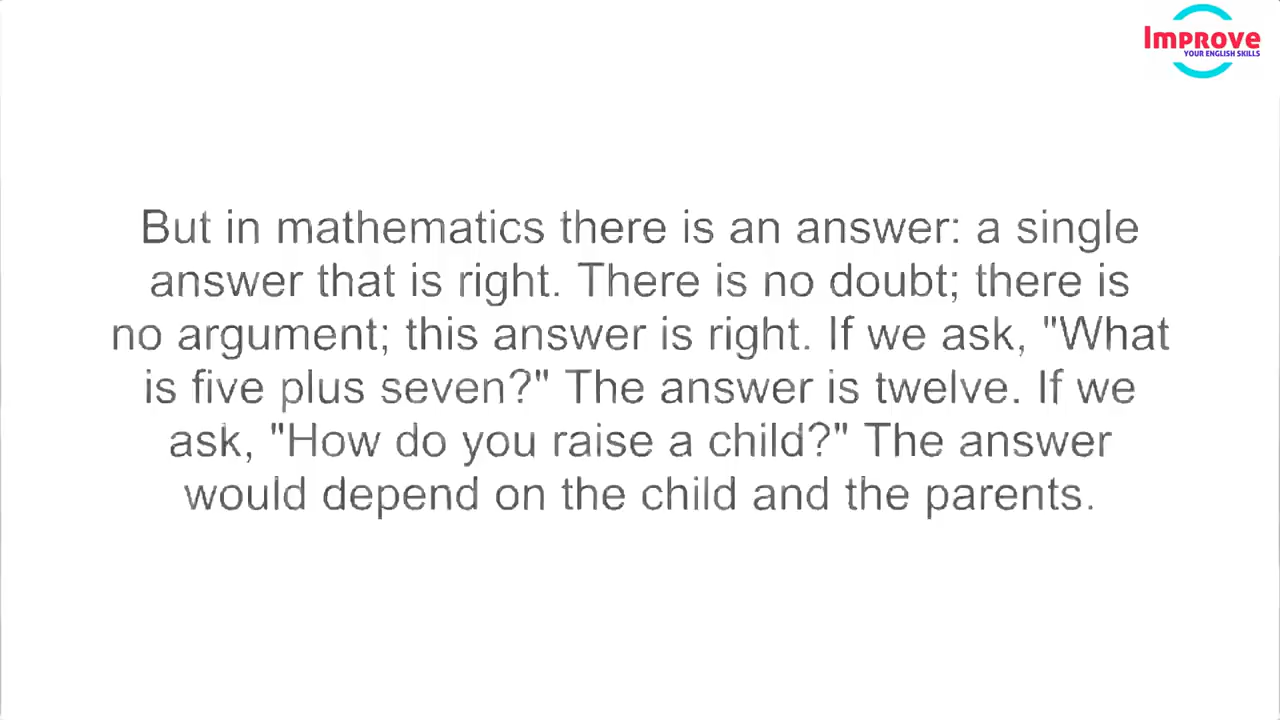 Improve
YOUR ENGLISH SKILLS
But in mathematics there is an answer: a single
answer that is right. There is no doubt; there is
no argument; this answer is right. If we ask, "What
is five plus seven?" The answer is twelve. If we
ask, "How do you raise a child?" The answer
would depend on the child and the parents.